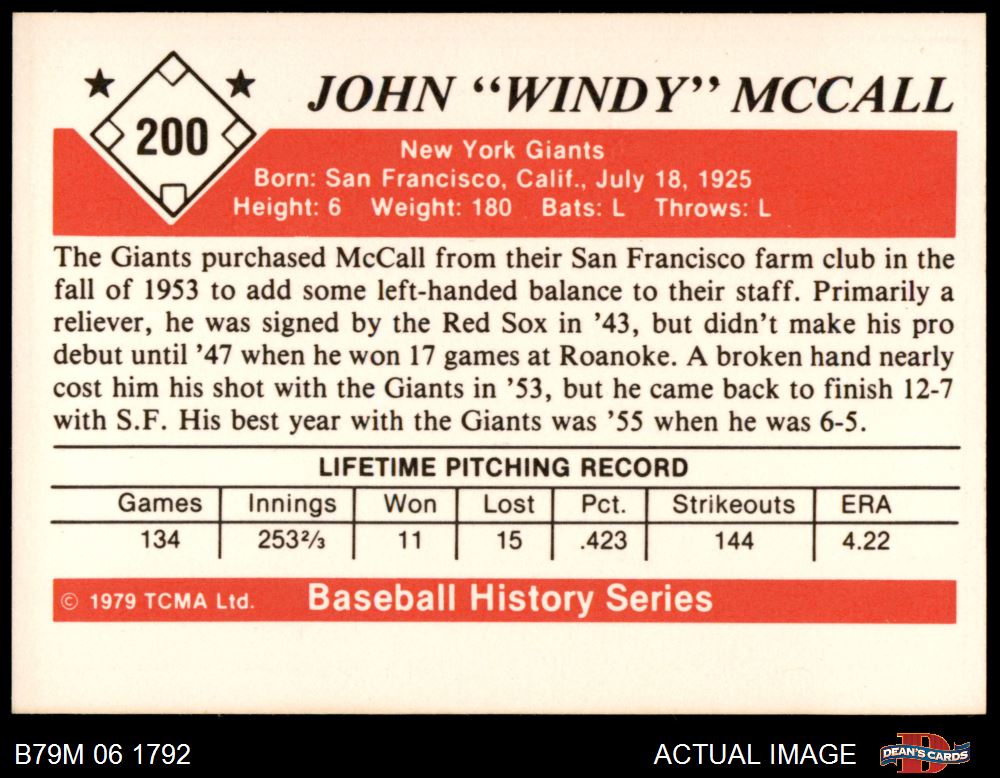 200
JOHN “WINDY” MCCALL
New York Giants
Born: San Francisco, Calif., July 18, 1925
Height: 6 Weight: 180 Bats: L Throws: L
The Giants purchased McCall from their San Francisco farm club in the
fall of 1953 to add some left-handed balance to their staff. Primarily a
reliever, he was signed by the Red Sox in ’43, but didn’t make his pro
debut until ’47 when he won 17 games at Roanoke. A broken hand nearly
cost him his shot with the Giants in ’53, but he came back to finish 12-7
with S.F. His best year with the Giants was ’55 when he was 6-5.
LIFETIME PITCHING RECORD
Games Innings Won Lost Pct. Strikeouts ERA
134 253⅔ 11 15 .423 144 4.22
© 1979 TCMA Ltd. Baseball History Series
B79M 06 1792 ACTUAL IMAGE DEAN'S CARDS